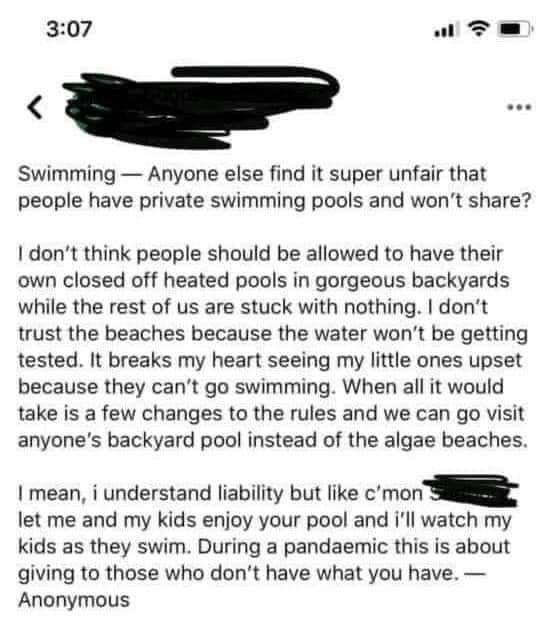 3:07
Swimming — Anyone else find it super unfair that
people have private swimming pools and won't share?
I don't think people should be allowed to have their
own closed off heated pools in gorgeous backyards
while the rest of us are stuck with nothing. I don't
trust the beaches because the water won't be getting
tested. It breaks my heart seeing my little ones upset
because they can't go swimming. When all it would
take is a few changes to the rules and we can go visit
anyone's backyard pool instead of the algae beaches.
I mean, i understand liability but like c'mon
let me and my kids enjoy your pool and i'll watch my
kids as they swim. During a pandaemic this is about
giving to those who don't have what you have. —
Anonymous